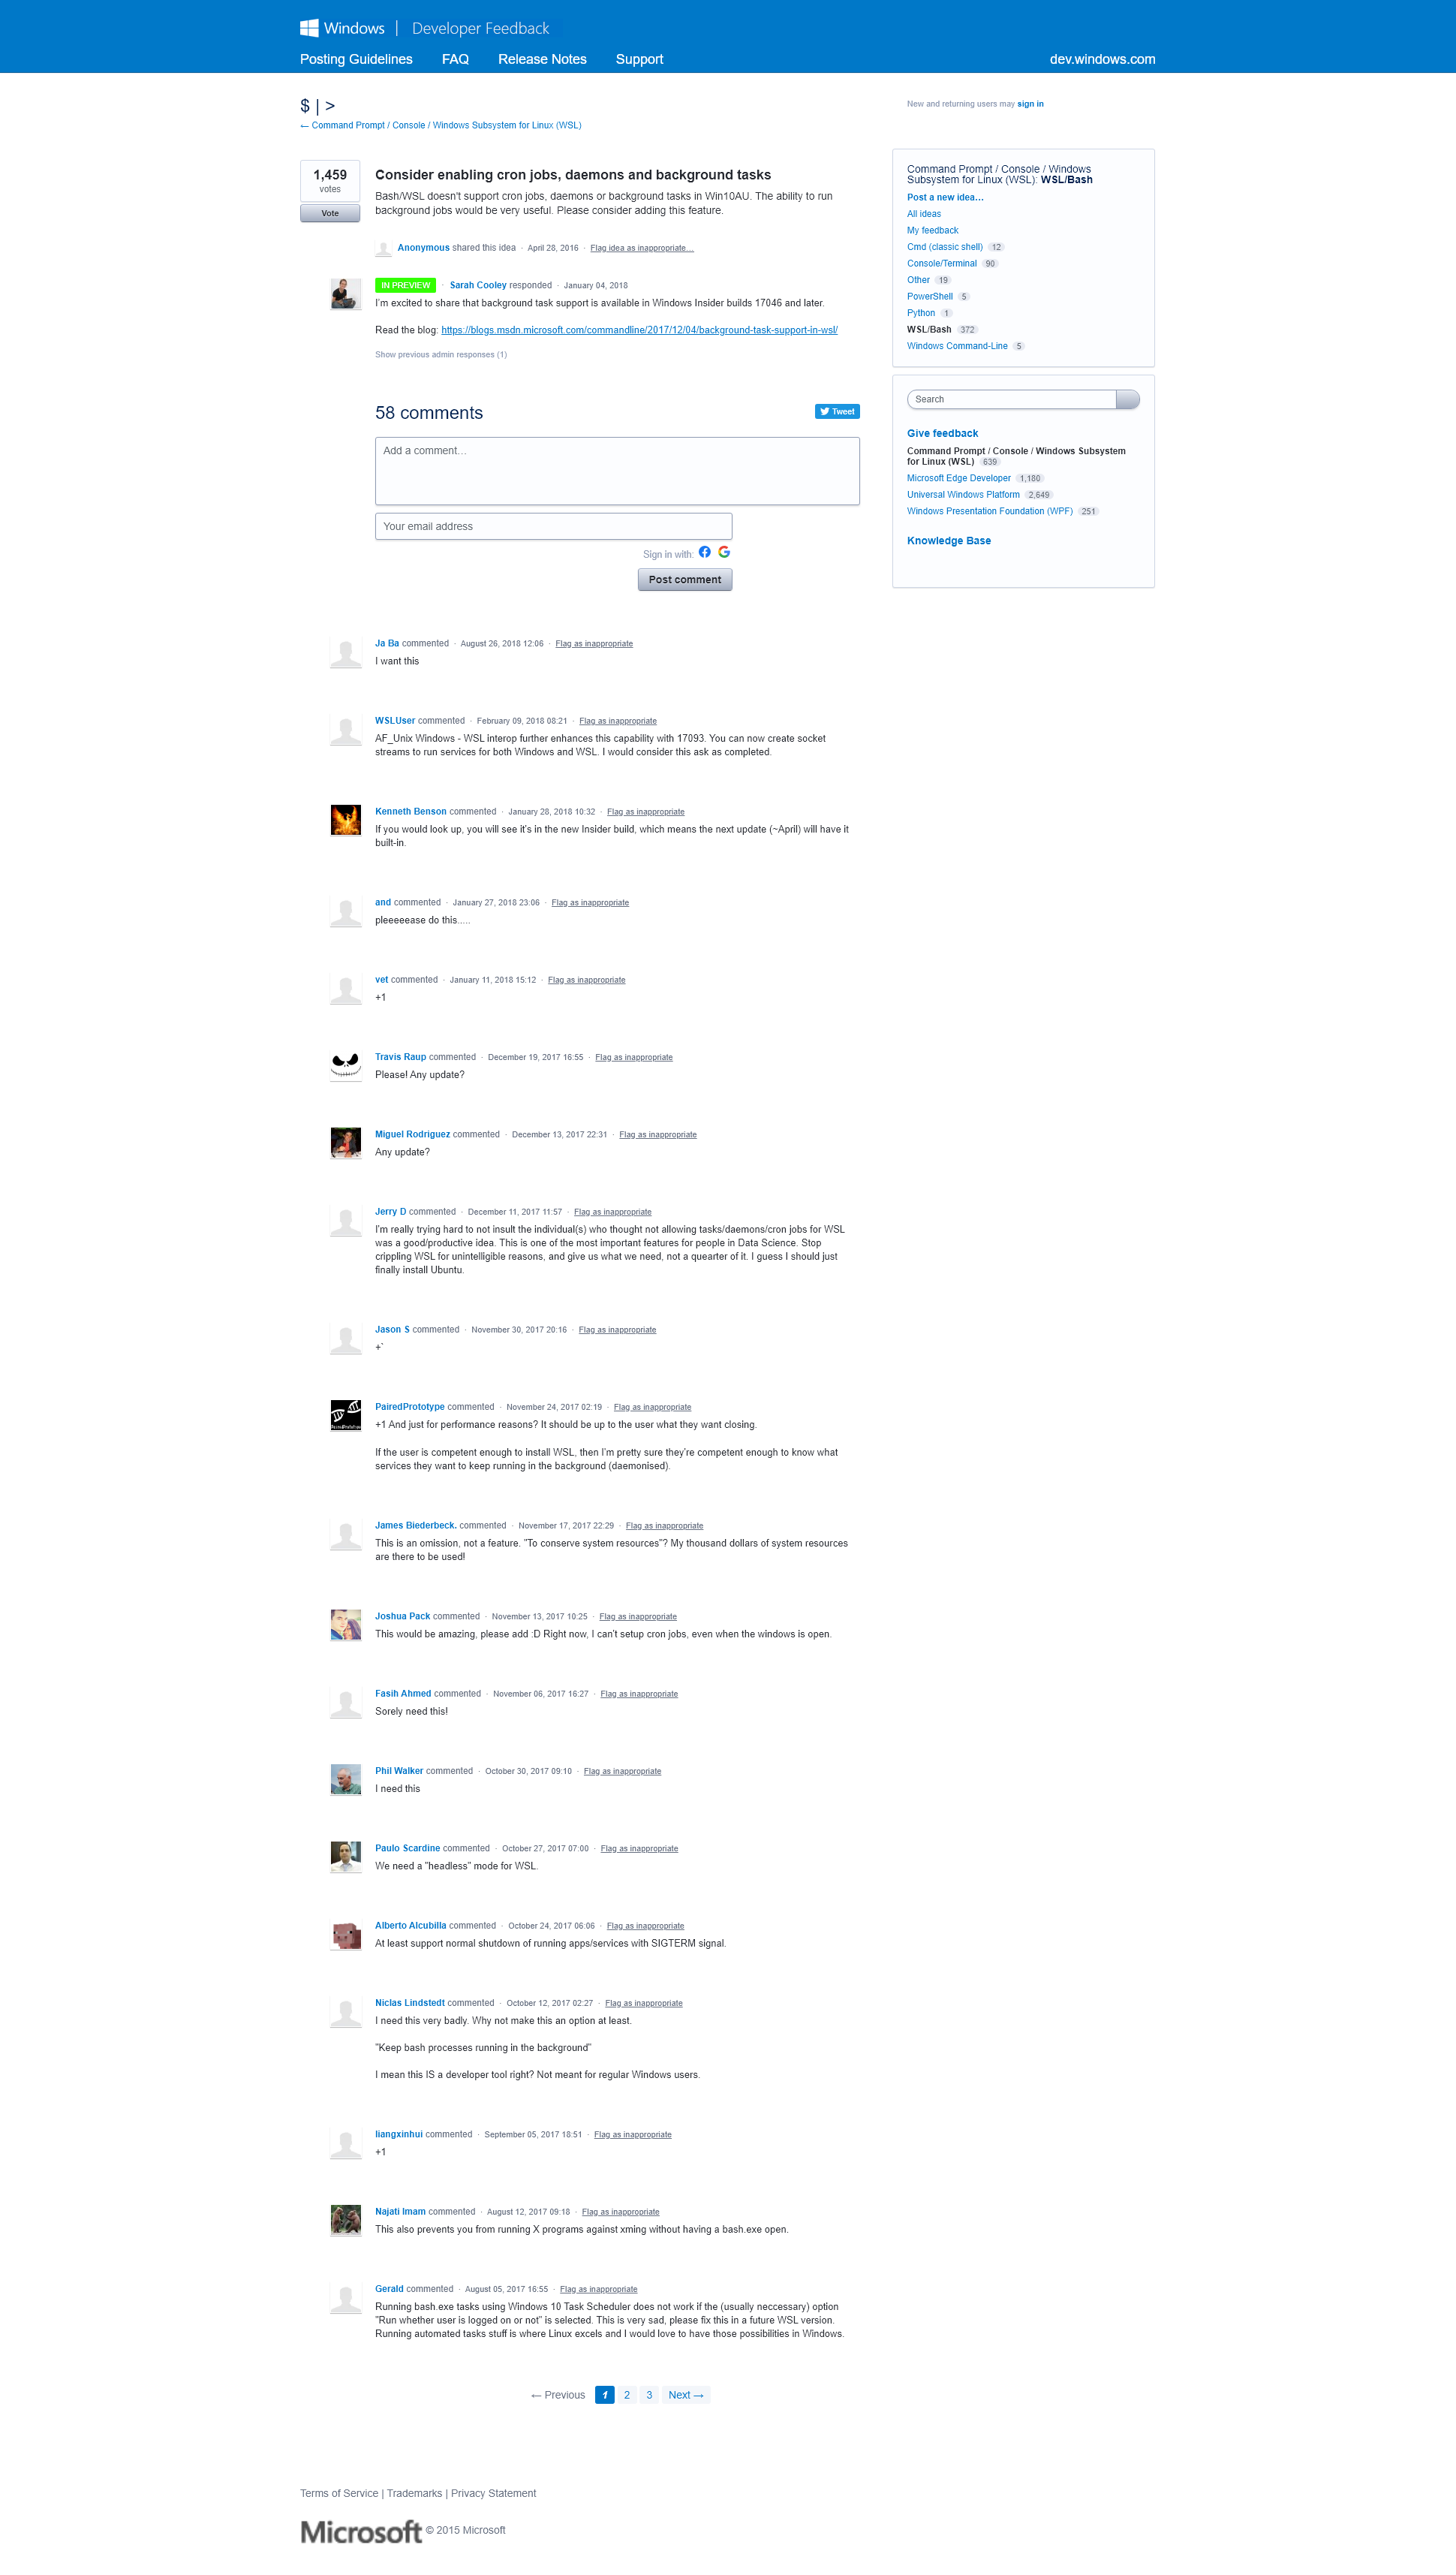 Windows | Developer Feedback
Posting Guidelines FAQ Release Notes Support dev.windows.com
$ | >
← Command Prompt / Console / Windows Subsystem for Linux (WSL)
New and returning users may sign in
1,459
votes
Vote
Consider enabling cron jobs, daemons and background tasks
Bash/WSL doesn't support cron jobs, daemons or background tasks in Win10AU. The ability to run
background jobs would be very useful. Please consider adding this feature.
Anonymous shared this idea · April 28, 2016 · Flag idea as inappropriate…
IN PREVIEW · Sarah Cooley responded · January 04, 2018
I'm excited to share that background task support is available in Windows Insider builds 17046 and later.
Read the blog: https://blogs.msdn.microsoft.com/commandline/2017/12/04/background-task-support-in-wsl/
Show previous admin responses (1)
58 comments
Tweet
Add a comment…
Your email address
Sign in with:
Post comment
Ja Ba commented · August 26, 2018 12:06 · Flag as inappropriate
I want this
WSLUser commented · February 09, 2018 08:21 · Flag as inappropriate
AF_Unix Windows - WSL interop further enhances this capability with 17093. You can now create socket
streams to run services for both Windows and WSL. I would consider this ask as completed.
Kenneth Benson commented · January 28, 2018 10:32 · Flag as inappropriate
If you would look up, you will see it's in the new Insider build, which means the next update (~April) will have it
built-in.
and commented · January 27, 2018 23:06 · Flag as inappropriate
pleeeeease do this.....
vet commented · January 11, 2018 15:12 · Flag as inappropriate
+1
Travis Raup commented · December 19, 2017 16:55 · Flag as inappropriate
Please! Any update?
Miguel Rodriguez commented · December 13, 2017 22:31 · Flag as inappropriate
Any update?
Jerry D commented · December 11, 2017 11:57 · Flag as inappropriate
I'm really trying hard to not insult the individual(s) who thought not allowing tasks/daemons/cron jobs for WSL
was a good/productive idea. This is one of the most important features for people in Data Science. Stop
crippling WSL for unintelligible reasons, and give us what we need, not a quearter of it. I guess I should just
finally install Ubuntu.
Jason S commented · November 30, 2017 20:16 · Flag as inappropriate
+`
PairedPrototype commented · November 24, 2017 02:19 · Flag as inappropriate
+1 And just for performance reasons? It should be up to the user what they want closing.
If the user is competent enough to install WSL, then I'm pretty sure they're competent enough to know what
services they want to keep running in the background (daemonised).
James Biederbeck. commented · November 17, 2017 22:29 · Flag as inappropriate
This is an omission, not a feature. "To conserve system resources"? My thousand dollars of system resources
are there to be used!
Joshua Pack commented · November 13, 2017 10:25 · Flag as inappropriate
This would be amazing, please add :D Right now, I can't setup cron jobs, even when the windows is open.
Fasih Ahmed commented · November 06, 2017 16:27 · Flag as inappropriate
Sorely need this!
Phil Walker commented · October 30, 2017 09:10 · Flag as inappropriate
I need this
Paulo Scardine commented · October 27, 2017 07:00 · Flag as inappropriate
We need a "headless" mode for WSL.
Alberto Alcubilla commented · October 24, 2017 06:06 · Flag as inappropriate
At least support normal shutdown of running apps/services with SIGTERM signal.
Niclas Lindstedt commented · October 12, 2017 02:27 · Flag as inappropriate
I need this very badly. Why not make this an option at least.
"Keep bash processes running in the background"
I mean this IS a developer tool right? Not meant for regular Windows users.
liangxinhui commented · September 05, 2017 18:51 · Flag as inappropriate
+1
Najati Imam commented · August 12, 2017 09:18 · Flag as inappropriate
This also prevents you from running X programs against xming without having a bash.exe open.
Gerald commented · August 05, 2017 16:55 · Flag as inappropriate
Running bash.exe tasks using Windows 10 Task Scheduler does not work if the (usually neccessary) option
"Run whether user is logged on or not" is selected. This is very sad, please fix this in a future WSL version.
Running automated tasks stuff is where Linux excels and I would love to have those possibilities in Windows.
← Previous 1 2 3 Next →
Command Prompt / Console / Windows
Subsystem for Linux (WSL): WSL/Bash
Post a new idea…
All ideas
My feedback
Cmd (classic shell) 12
Console/Terminal 90
Other 19
PowerShell 5
Python 1
WSL/Bash 372
Windows Command-Line 5
Search
Give feedback
Command Prompt / Console / Windows Subsystem
for Linux (WSL) 639
Microsoft Edge Developer 1,180
Universal Windows Platform 2,649
Windows Presentation Foundation (WPF) 251
Knowledge Base
Terms of Service | Trademarks | Privacy Statement
Microsoft © 2015 Microsoft